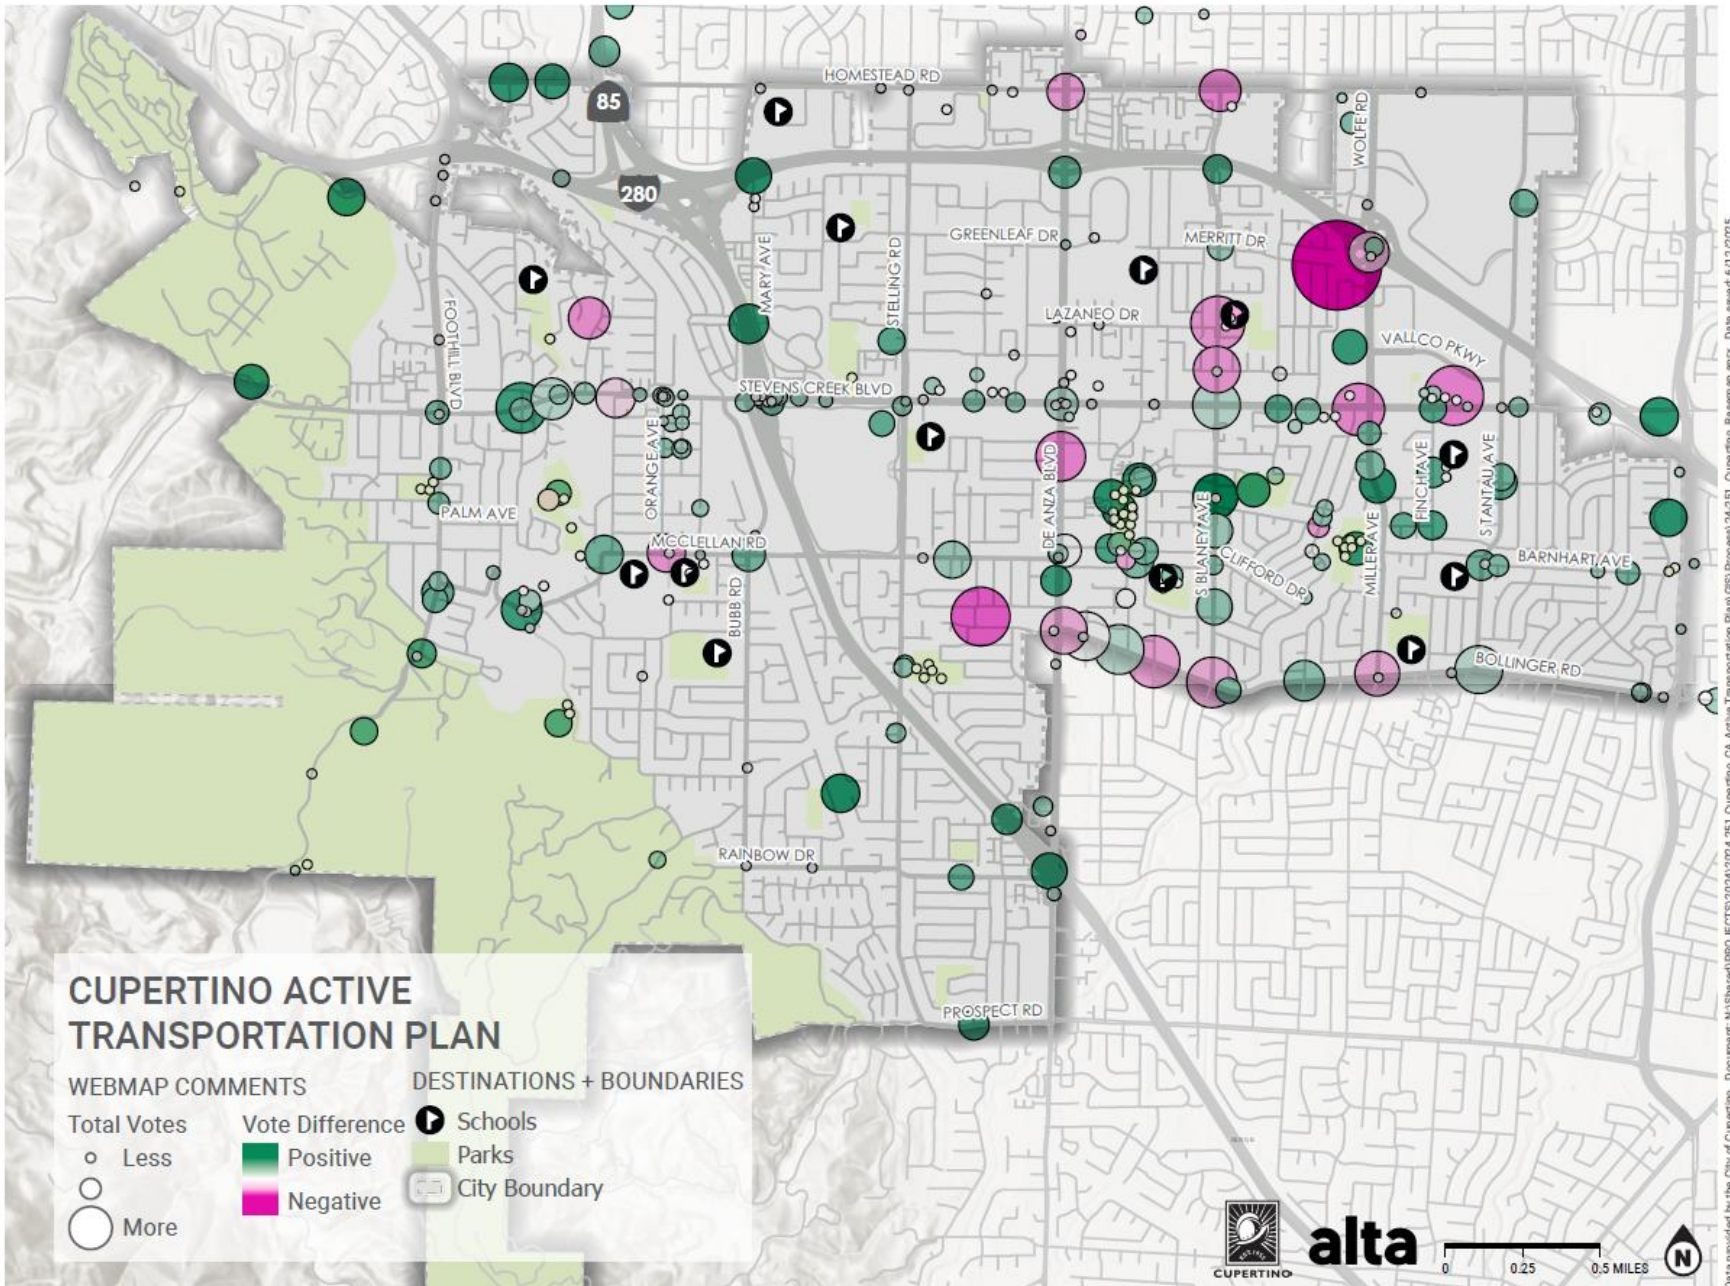 HOMESTEAD RD
85
WOLFE RD
280
GREENLEAF DR
MERRITT DR
MARY AVE
STELLING RD
FOOTHILL BLVD
LAZANEO DR
VALLCO PKWY
STEVENS CREEK BLVD
ORANGE AVE
DE ANZA BLVD
FINCH AVE
S TANTAU AVE
PALM AVE
S BLANEY AVE
MILLER AVE
MCCLELLAN RD
CLIFFORD DR
BARNHART AVE
BUBB RD
BOLLINGER RD
RAINBOW DR
PROSPECT RD
CUPERTINO ACTIVE
TRANSPORTATION PLAN
WEBMAP COMMENTS
Total Votes
Less
More
Vote Difference
Positive
Negative
DESTINATIONS + BOUNDARIES
Schools
Parks
City Boundary
CUPERTINO
alta
0 0.25 0.5 MILES
N